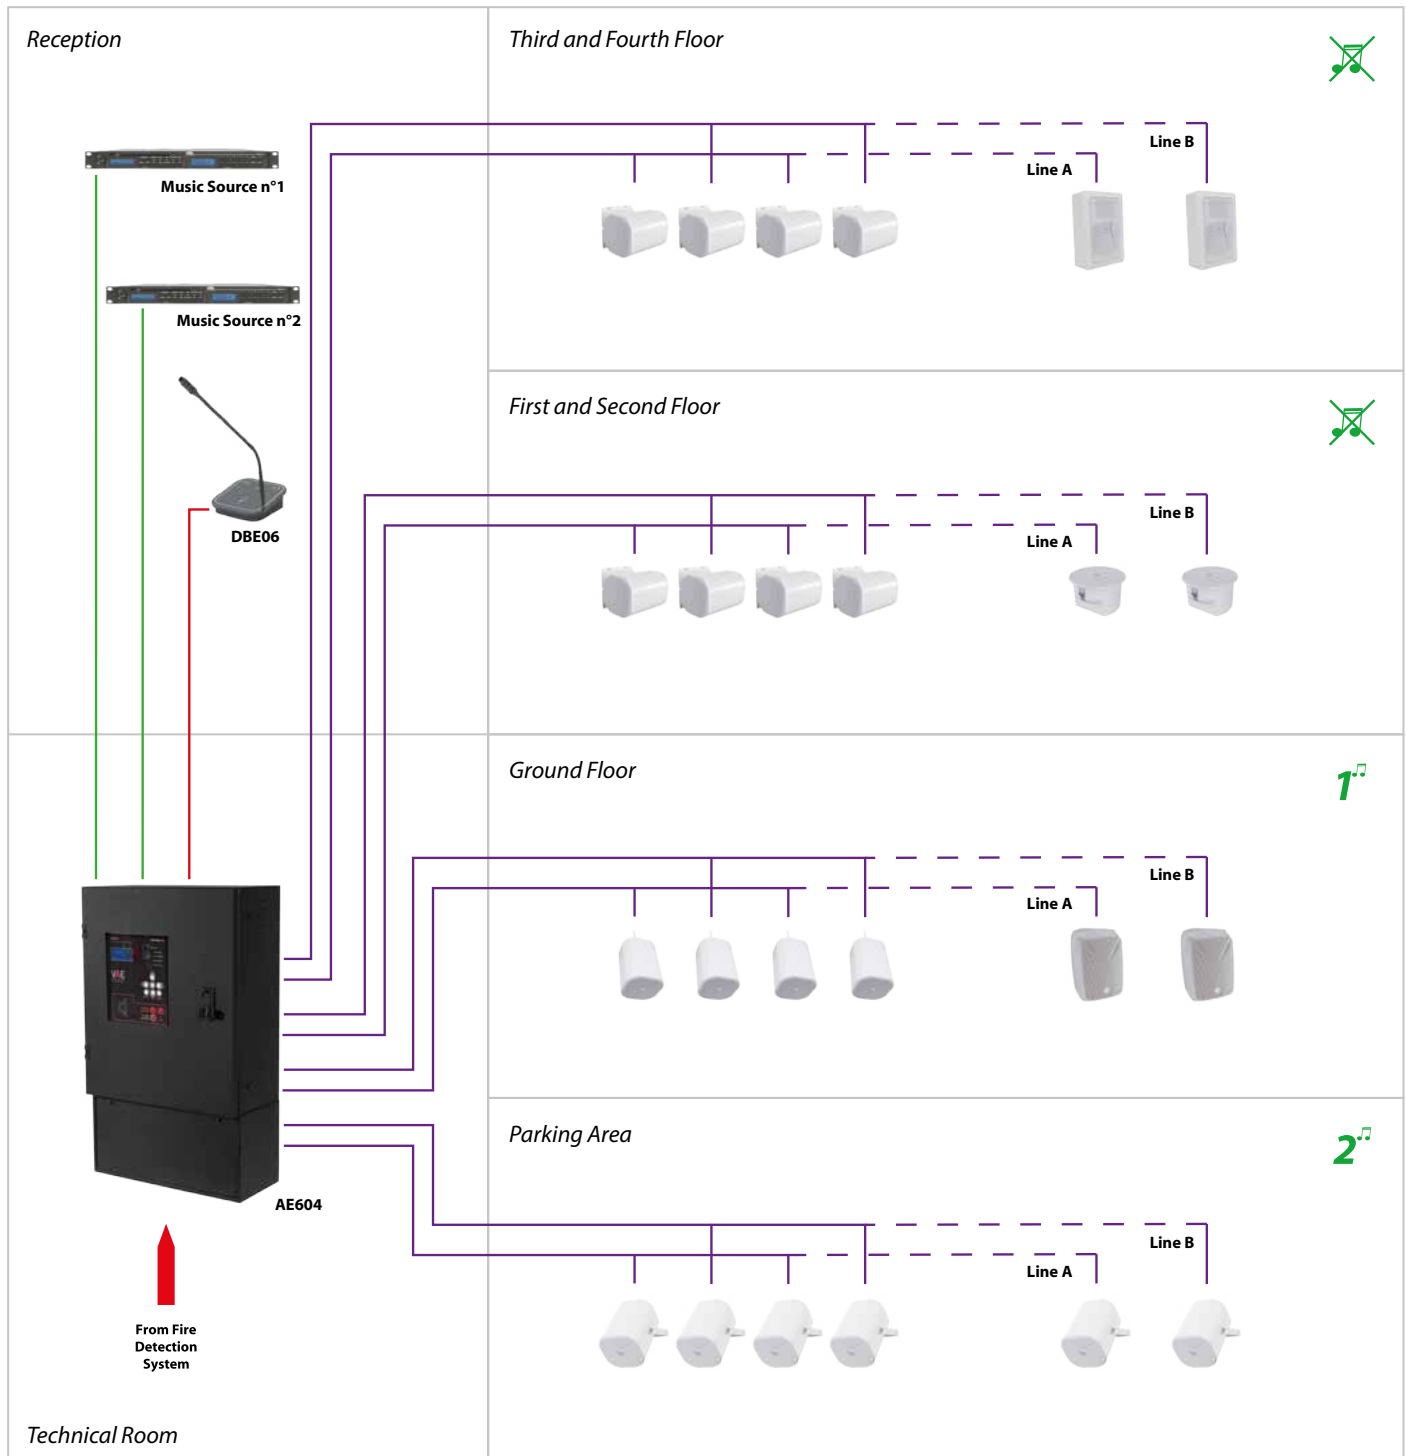 Reception
Third and Fourth Floor
Line B
Line A
Music Source n°1
Music Source n°2
First and Second Floor
Line B
Line A
DBE06
Ground Floor
1
Line B
Line A
Parking Area
2
AE604
Line B
Line A
From Fire
Detection
System
Technical Room